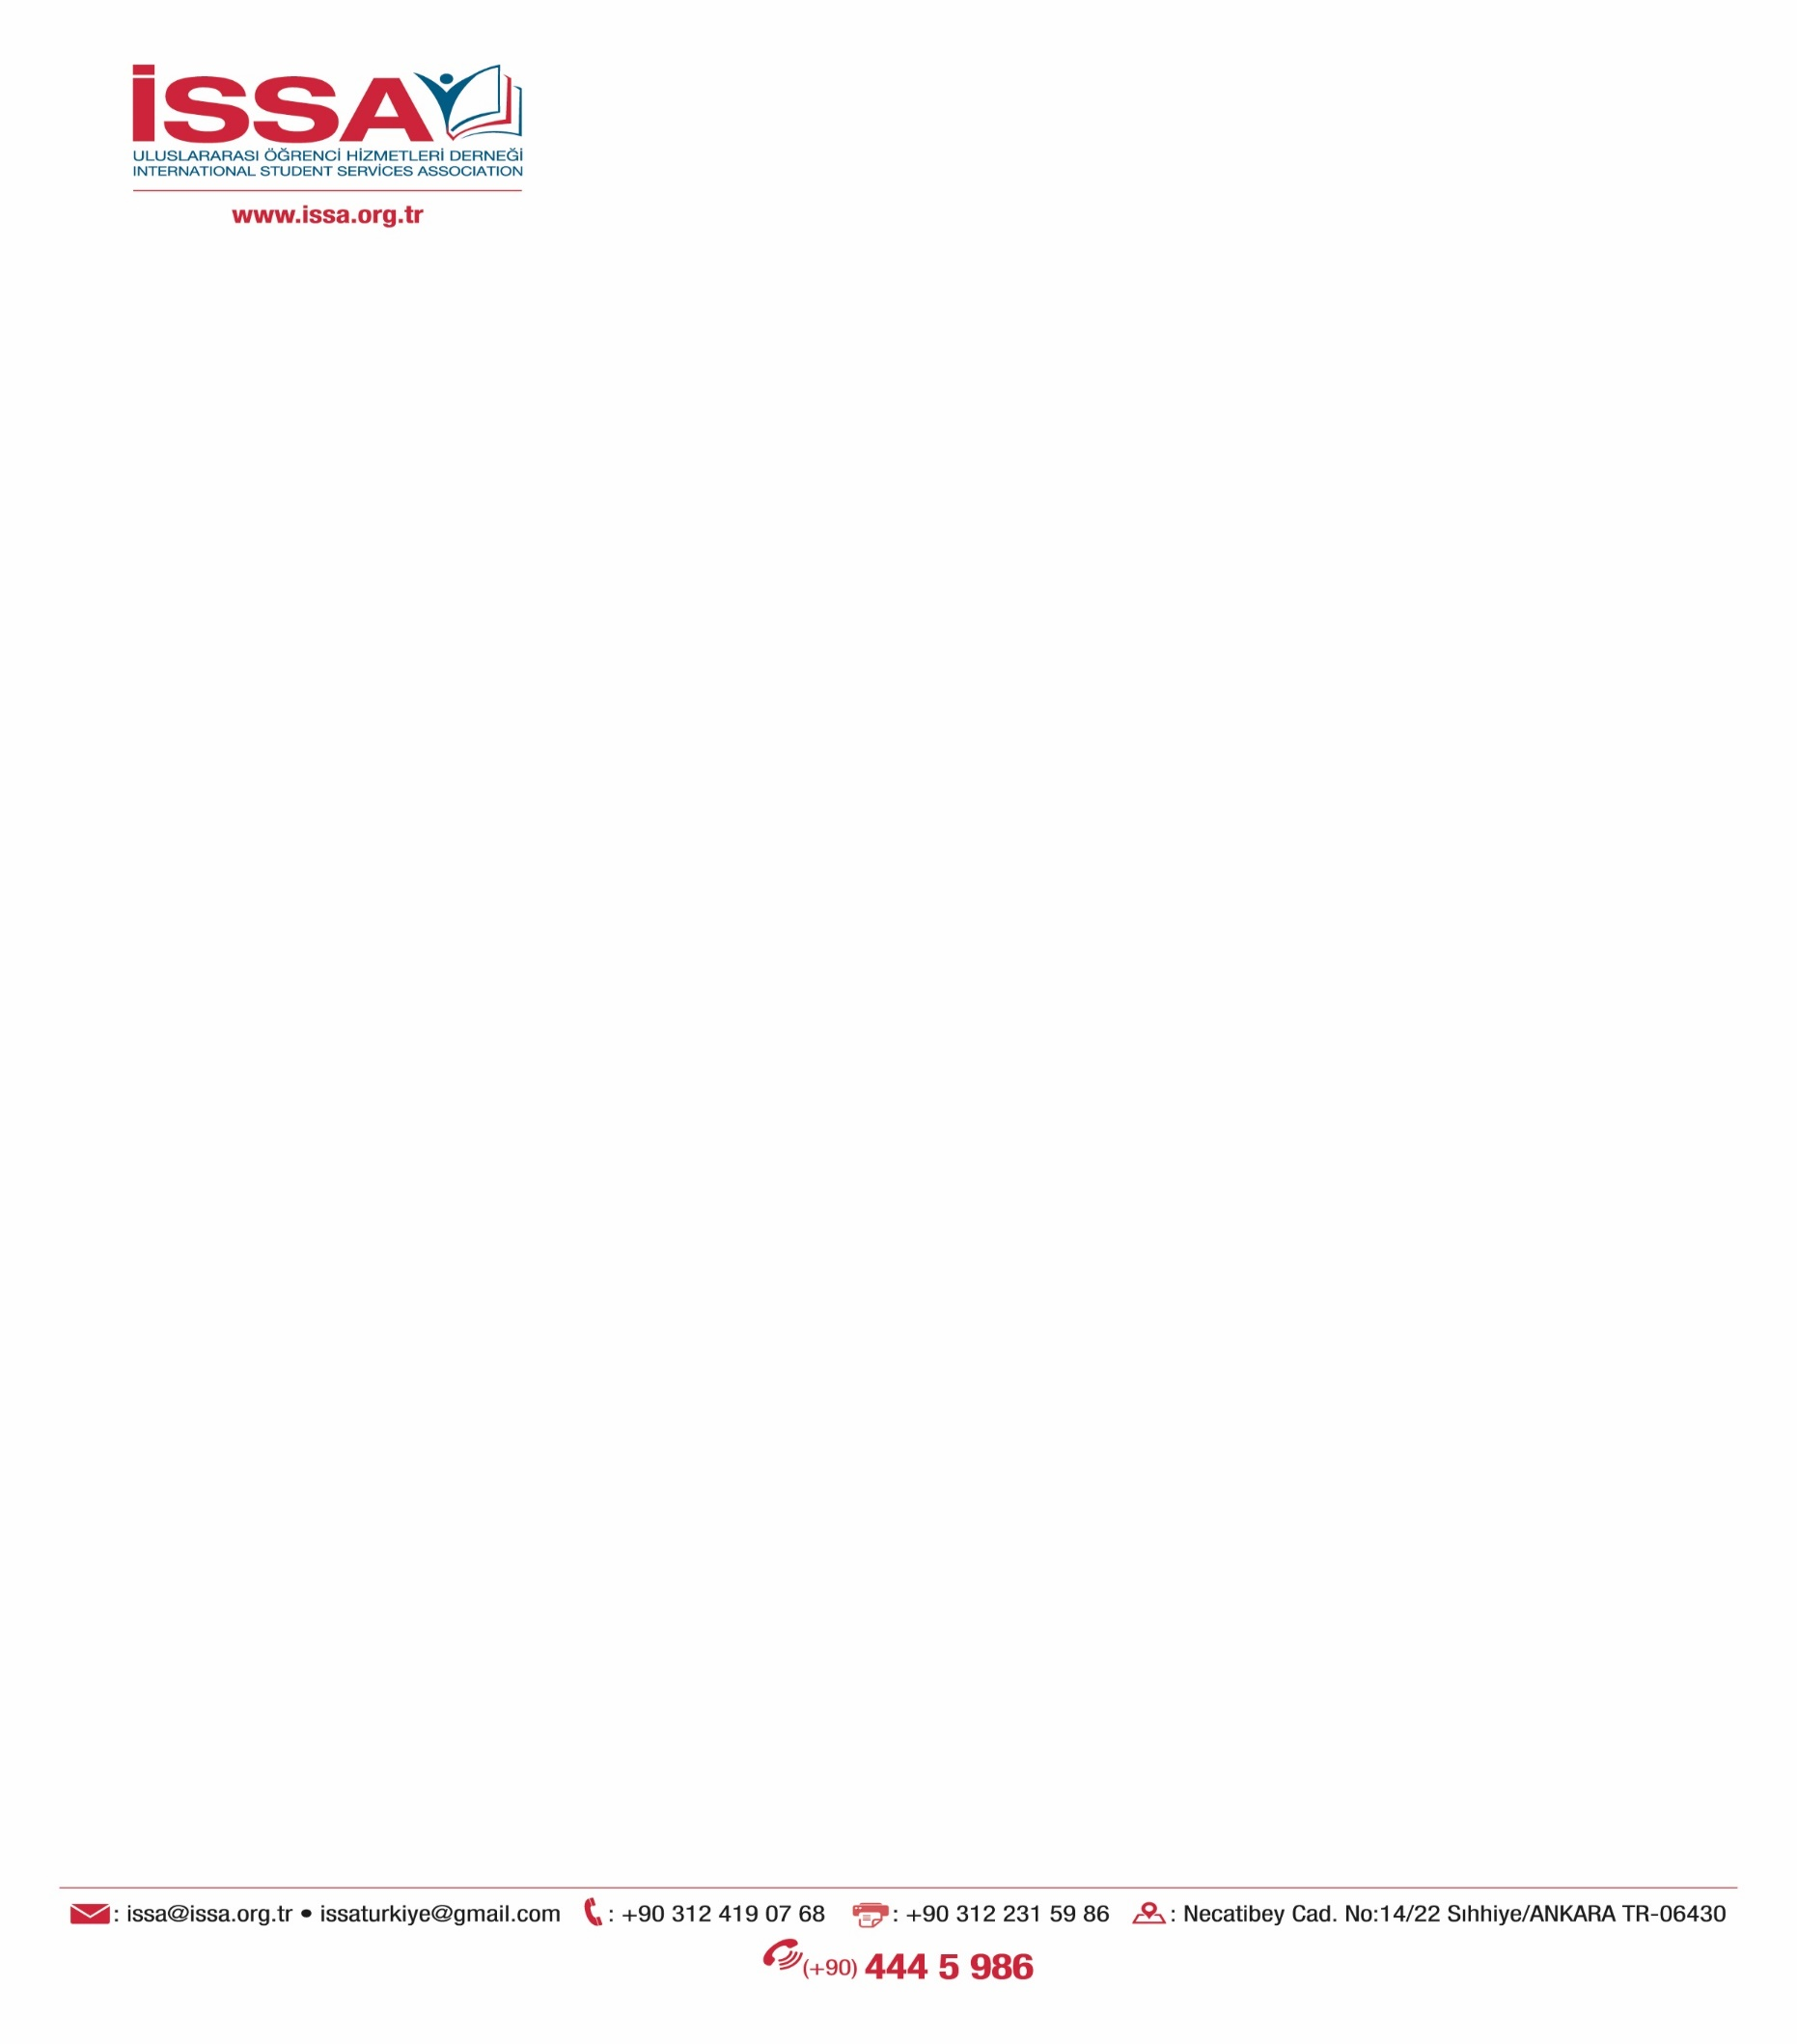 İSSA
ULUSLARARASI ÖĞRENCİ HİZMETLERİ DERNEĞİ
INTERNATIONAL STUDENT SERVİCES ASSOCIATION
www.issa.org.tr
: issa@issa.org.tr • issaturkiye@gmail.com : +90 312 419 07 68 : +90 312 231 59 86 : Necatibey Cad. No:14/22 Sıhhiye/ANKARA TR-06430
(+90) 444 5 986